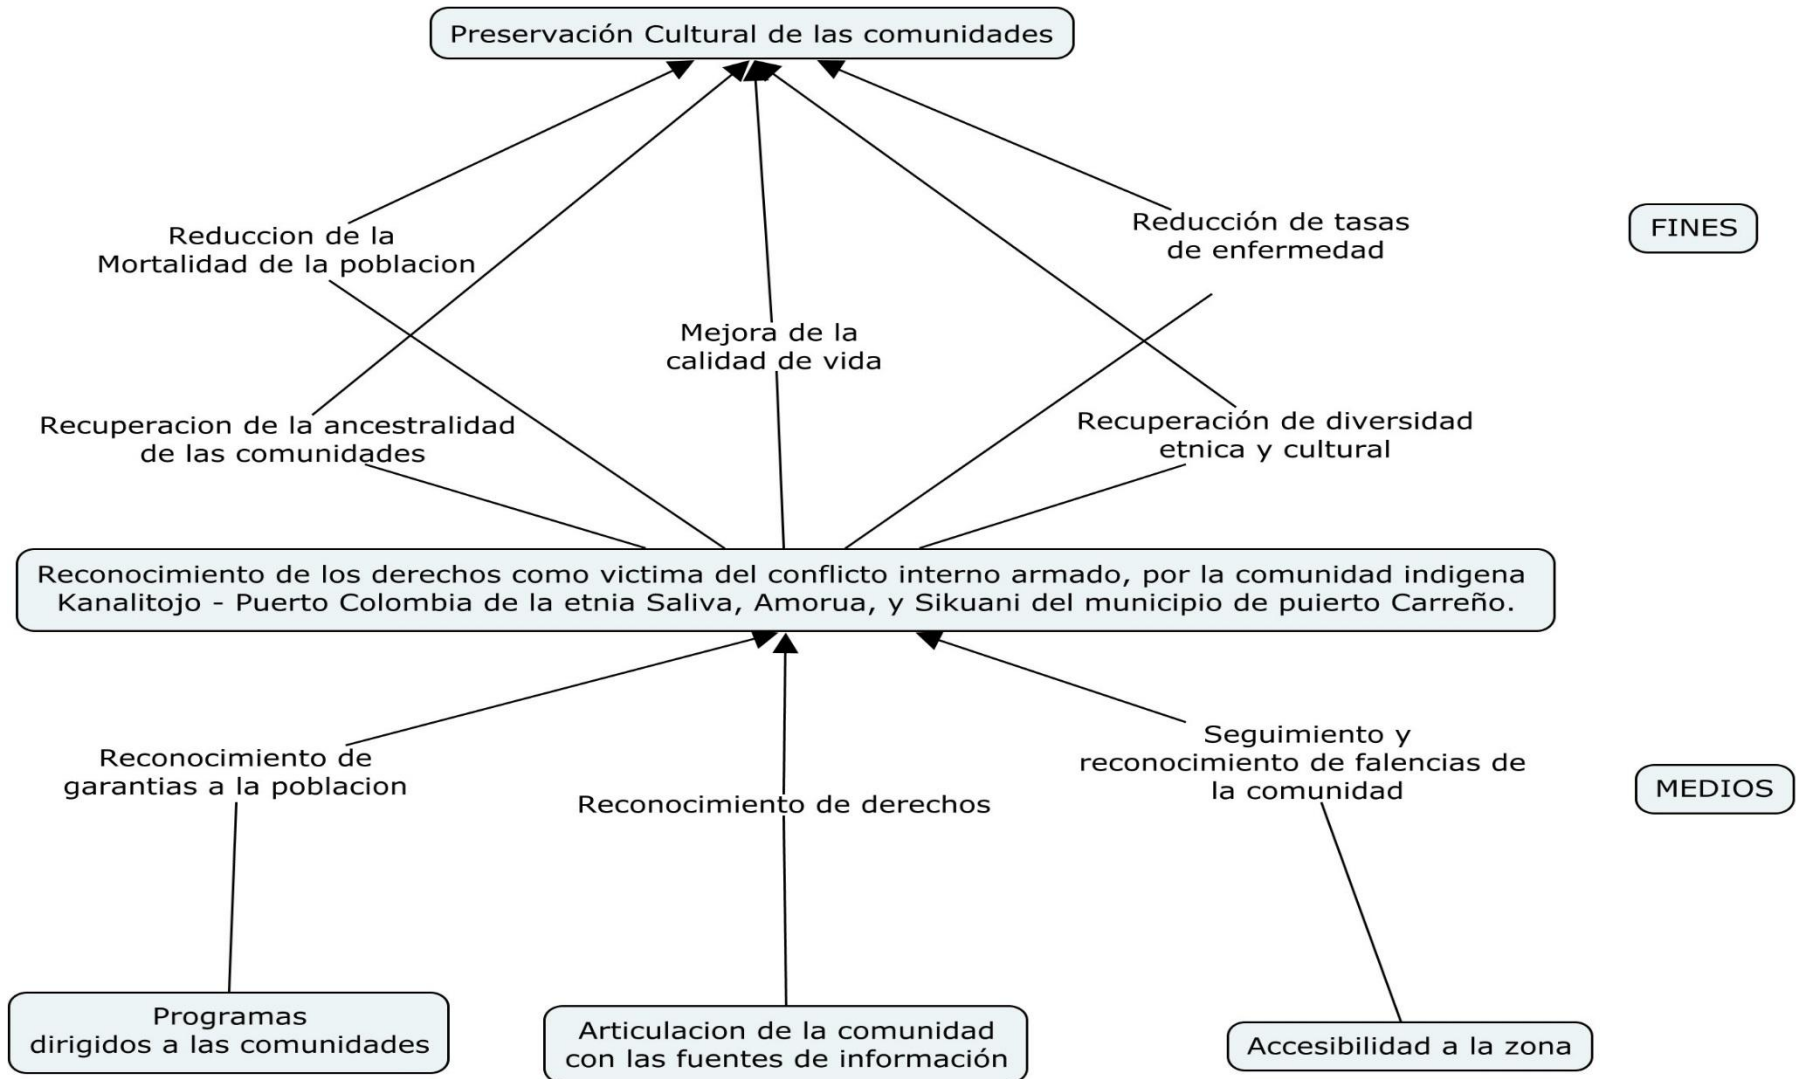 Preservación Cultural de las comunidades
Reduccion de la
Mortalidad de la poblacion
Reducción de tasas
de enfermedad
FINES
Mejora de la
calidad de vida
Recuperacion de la ancestralidad
de las comunidades
Recuperación de diversidad
etnica y cultural
Reconocimiento de los derechos como victima del conflicto interno armado, por la comunidad indigena
Kanalitojo - Puerto Colombia de la etnia Saliva, Amorua, y Sikuani del municipio de puierto Carreño.
Reconocimiento de
garantias a la poblacion
Reconocimiento de derechos
Seguimiento y
reconocimiento de falencias de
la comunidad
MEDIOS
Programas
dirigidos a las comunidades
Articulacion de la comunidad
con las fuentes de información
Accesibilidad a la zona